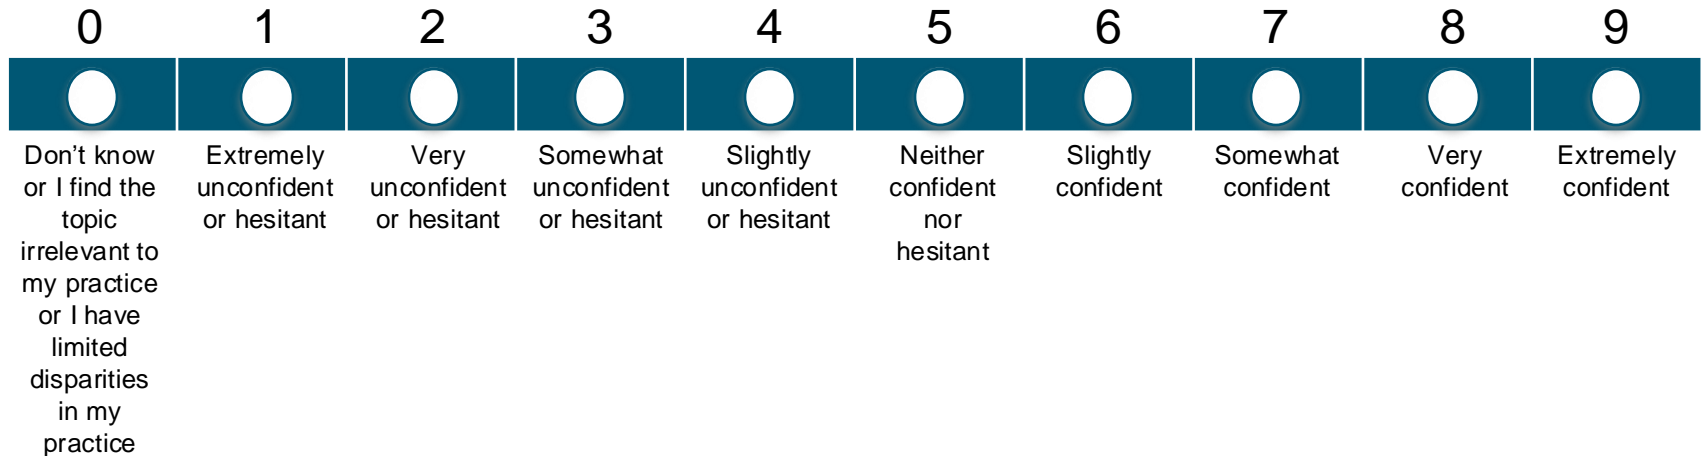 0 1 2 3 4 5 6 7 8 9
Don’t know
or I find the
topic
irrelevant to
my practice
or I have
limited
disparities
in my
practice
Extremely
unconfident
or hesitant
Very
unconfident
or hesitant
Somewhat
unconfident
or hesitant
Slightly
unconfident
or hesitant
Neither
confident
nor
hesitant
Slightly
confident
Somewhat
confident
Very
confident
Extremely
confident